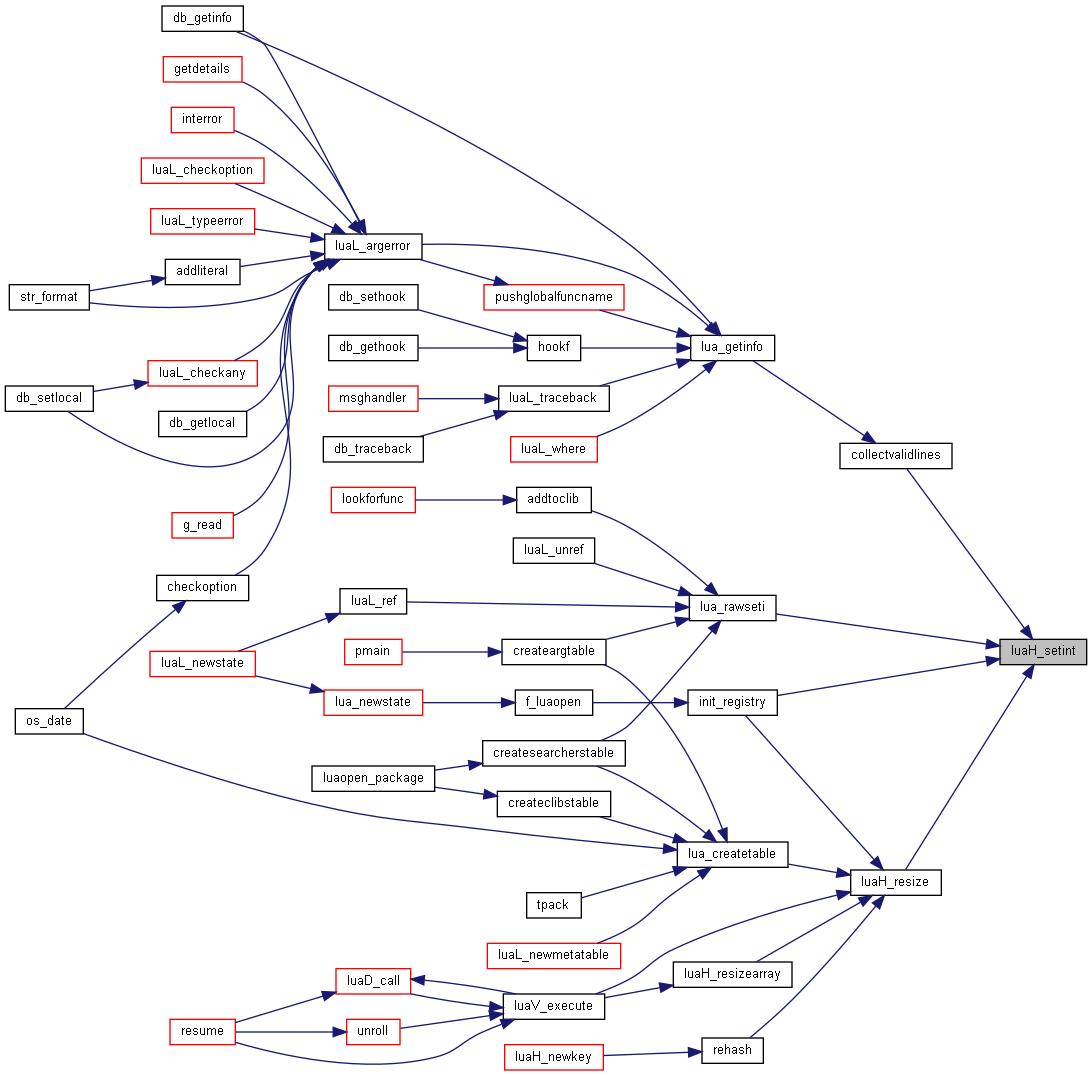 db_getinfo
getdetails
interror
luaL_checkoption
luaL_typeerror
luaL_argerror
addliteral
str_format
db_sethook
pushglobalfuncname
db_gethook
hookf
lua_getinfo
luaL_checkany
db_setlocal
msghandler
luaL_traceback
db_getlocal
db_traceback
luaL_where
collectvalidlines
lookforfunc
addtoclib
g_read
luaL_unref
checkoption
luaL_ref
lua_rawseti
pmain
createargtable
luaH_setint
luaL_newstate
lua_newstate
f_luaopen
init_registry
os_date
createsearcherstable
luaopen_package
createclibstable
lua_createtable
luaH_resize
tpack
luaL_newmetatable
luaH_resizearray
luaD_call
luaV_execute
resume
unroll
luaH_newkey
rehash